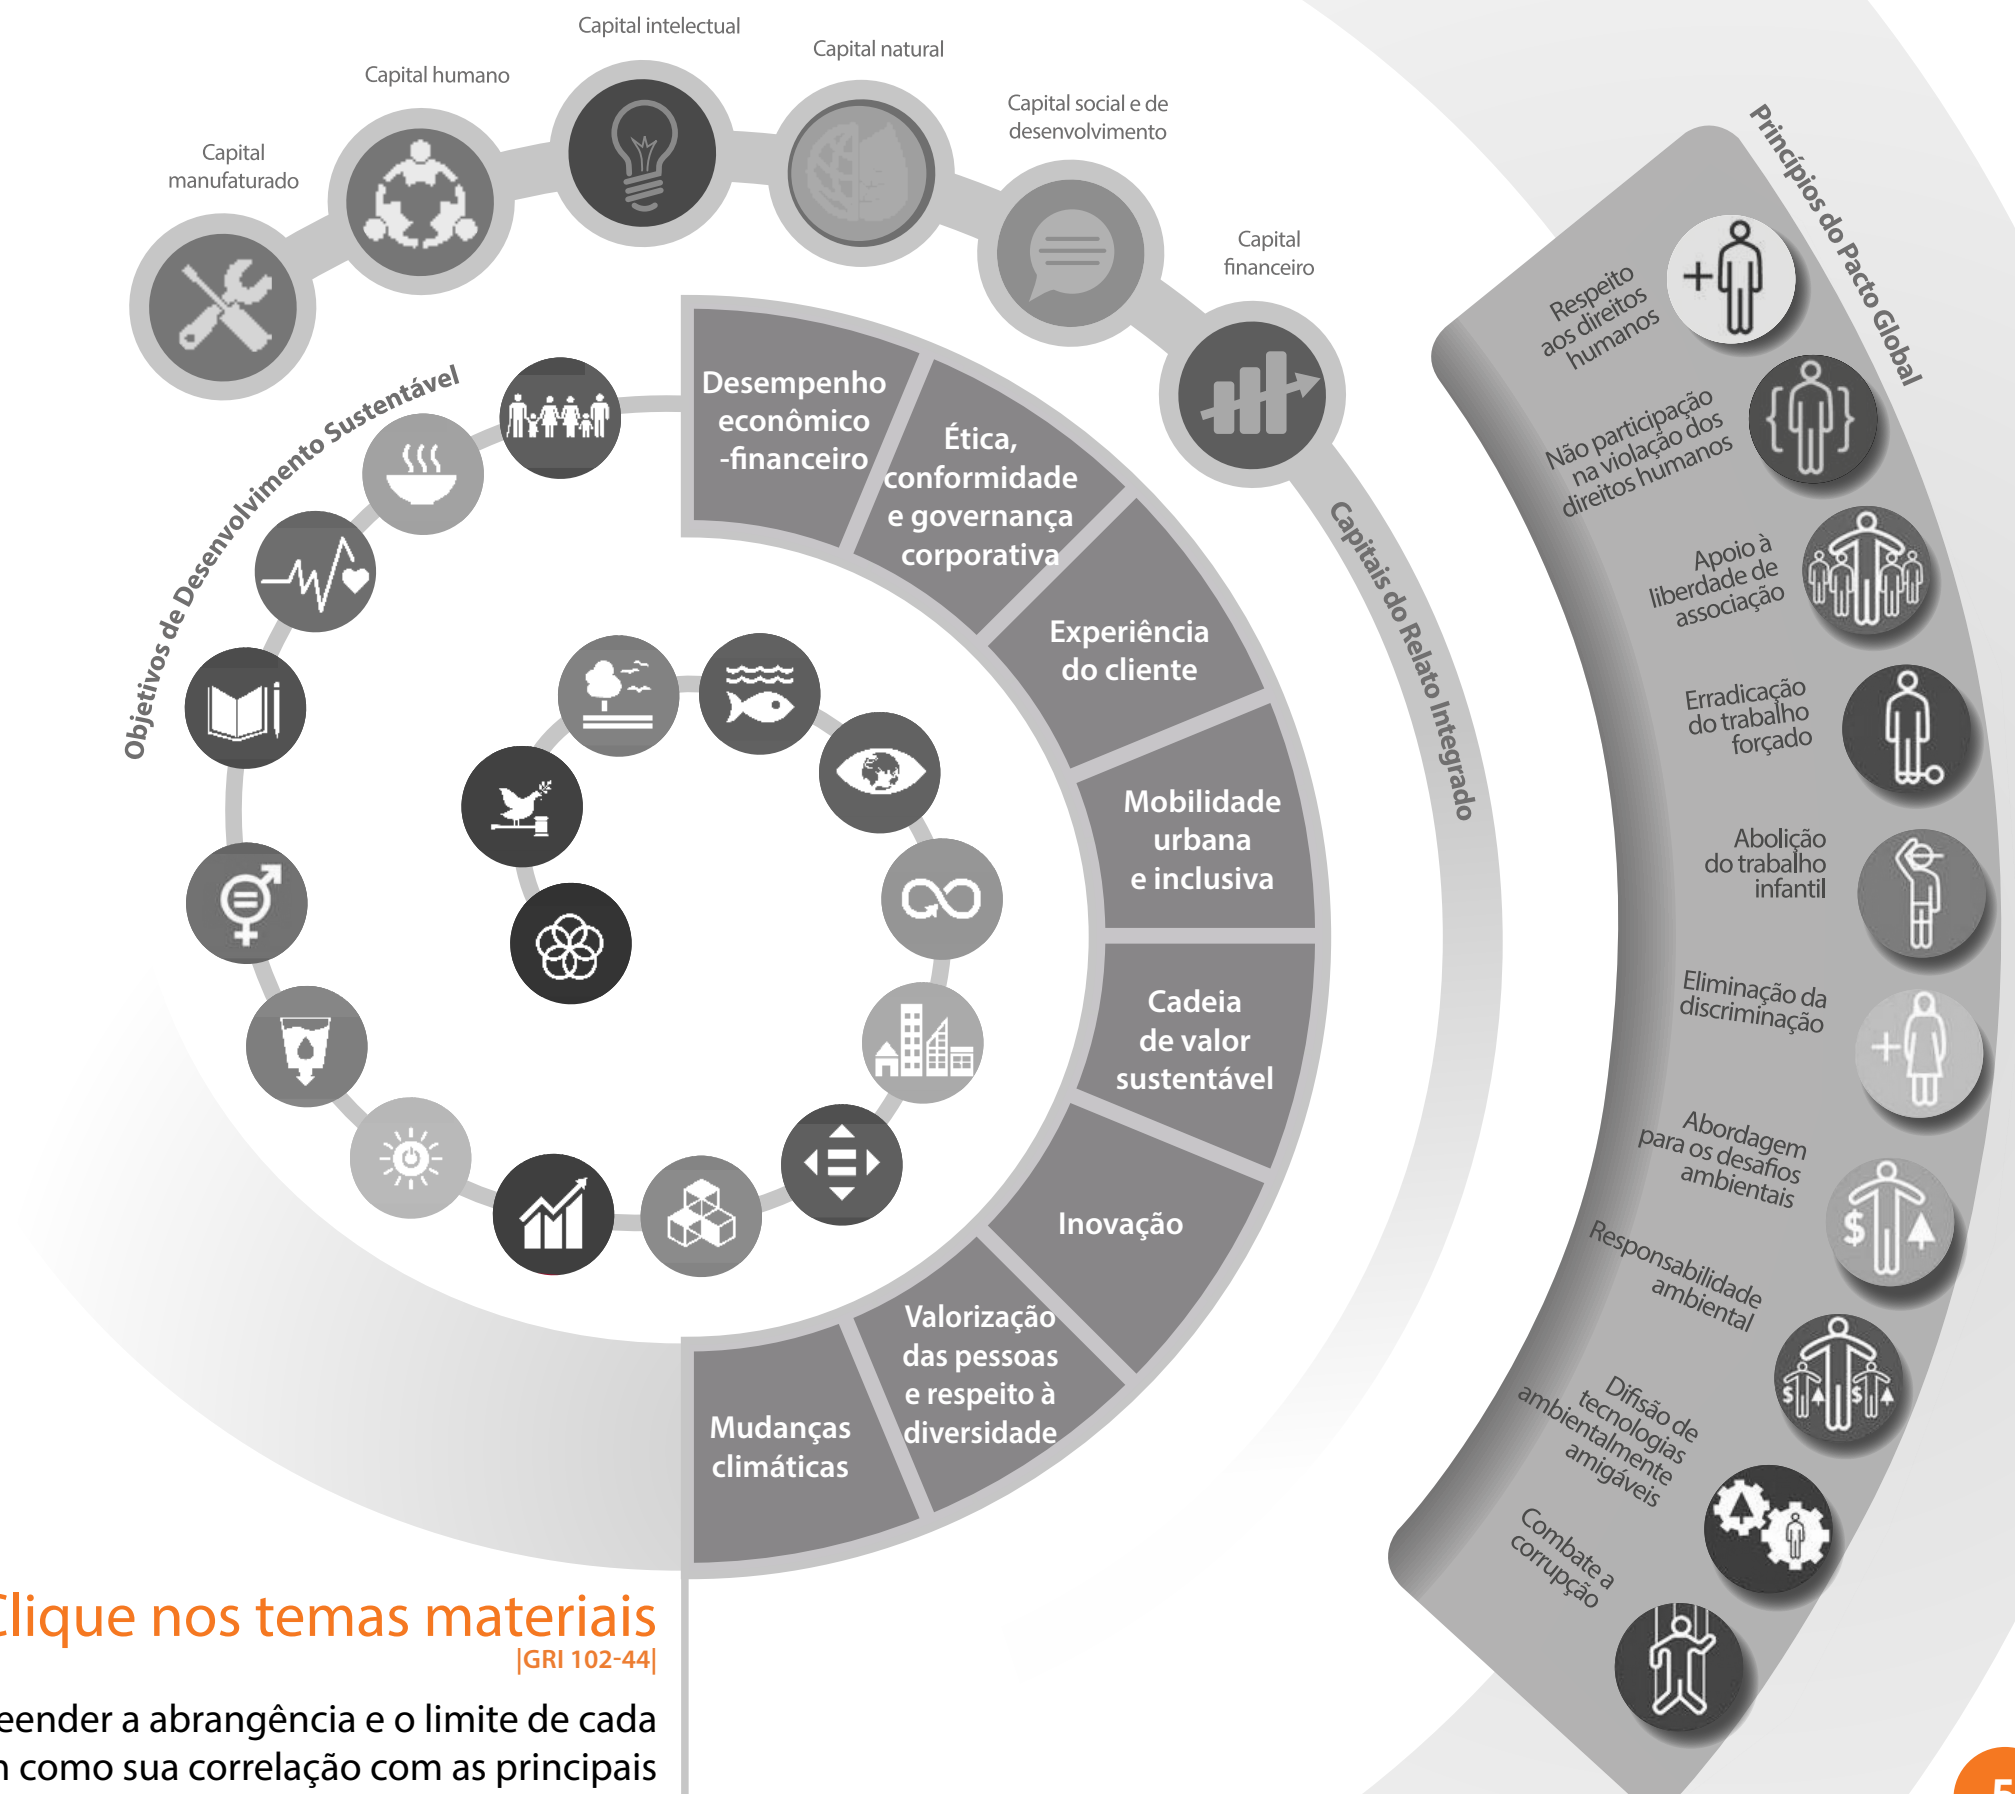 Capital intelectual
Capital natural
Capital humano
Capital social e de
desenvolvimento
Capital
manufaturado
Capital
financeiro
Objetivos de Desenvolvimento Sustentável
Capitais do Relato Integrado
Princípios do Pacto Global
Desempenho
econômico
-financeiro
Ética,
conformidade
e governança
corporativa
Experiência
do cliente
Mobilidade
urbana
e inclusiva
Cadeia
de valor
sustentável
Inovação
Valorização
das pessoas
e respeito à
diversidade
Mudanças
climáticas
Respeito
aos direitos
humanos
Não participação
na violação dos
direitos humanos
Apoio à
liberdade de
associação
Erradicação
do trabalho
forçado
Abolição
do trabalho
infantil
Eliminação da
discriminação
Abordagem
para os desafios
ambientais
Responsabilidade
ambiental
Difisão de
tecnologias
ambientalmente
amigáveis
Combate a
corrupção
Clique nos temas materiais
|GRI 102-44|
eender a abrangência e o limite de cada
como sua correlação com as principais